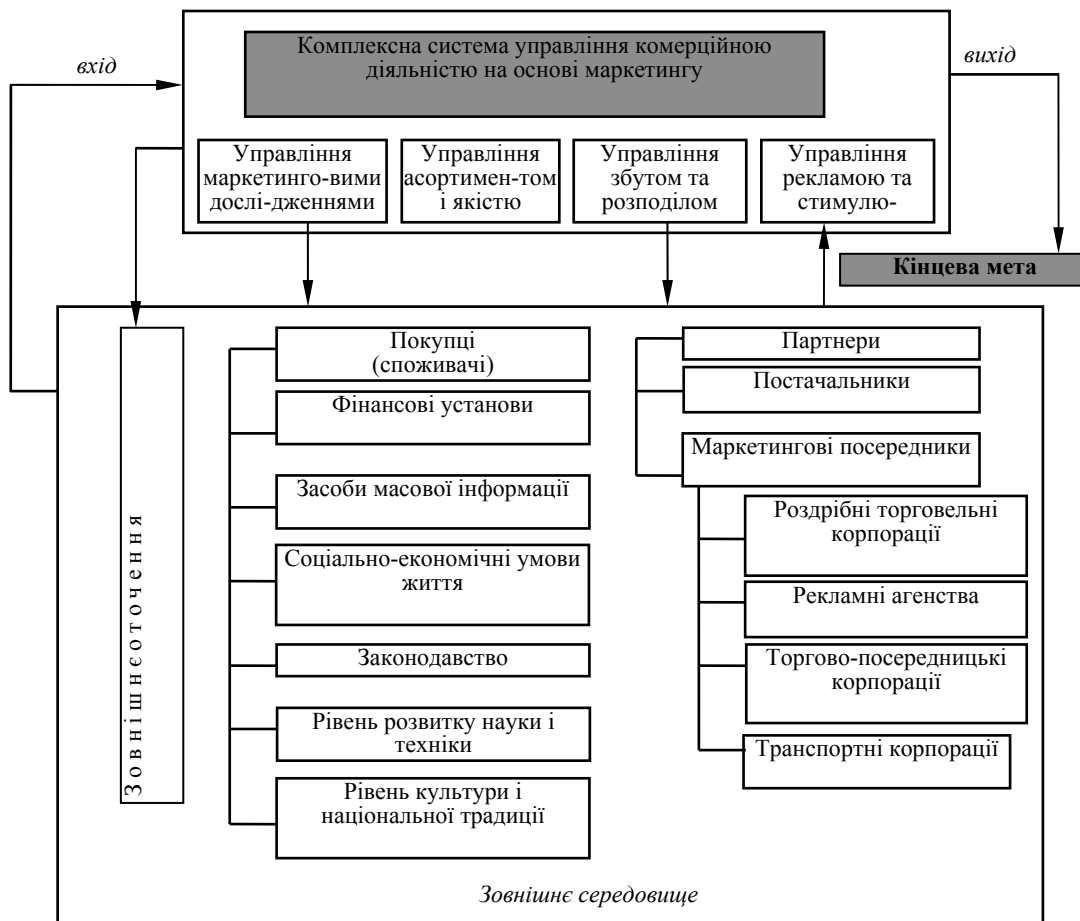 Комплексна система управління комерційною
діяльністю на основі маркетингу
вхід
вихід
Управління
маркетинго-вими
дослі-дженнями
Управління
асортимен-том
і якістю
Управління
збутом та
розподілом
Управління
рекламою та
стимулю-
Кінцева мета
Зовнішнєоточення
Покупці
(споживачі)
Фінансові установи
Засоби масової інформації
Соціально-економічні умови
життя
Законодавство
Рівень розвитку науки і
техніки
Рівень культури і
національної традиції
Партнери
Постачальники
Маркетингові посередники
Роздрібні торговельні
корпорації
Рекламні агенства
Торгово-посередницькі
корпорації
Транспортні корпорації
Зовнішнє середовище